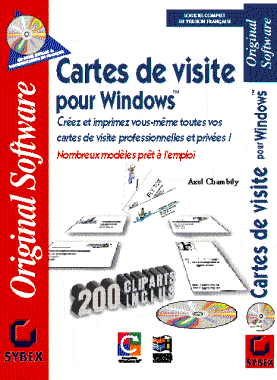 LOGICIEL COMPLET
EN VERSION FRANÇAISE
Cartes de visite
pour Windows™
Créez et imprimez vous-même toutes vos
cartes de visite professionnelles et privées !
Nombreux modèles prêt à l'emploi
Axel Chambily
200 CLIPARTS
INCLUS
Original Software
SYBEX
Original
Software
Cartes de visite
pour Windows™
SYBEX